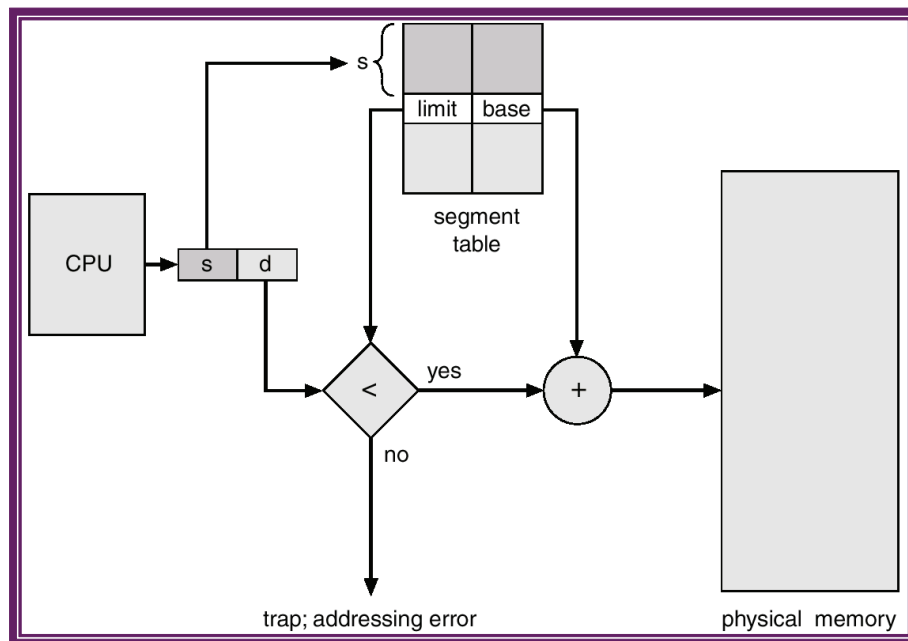 s
limit base
segment
table
CPU
s d
<
yes
+
no
trap; addressing error
physical memory